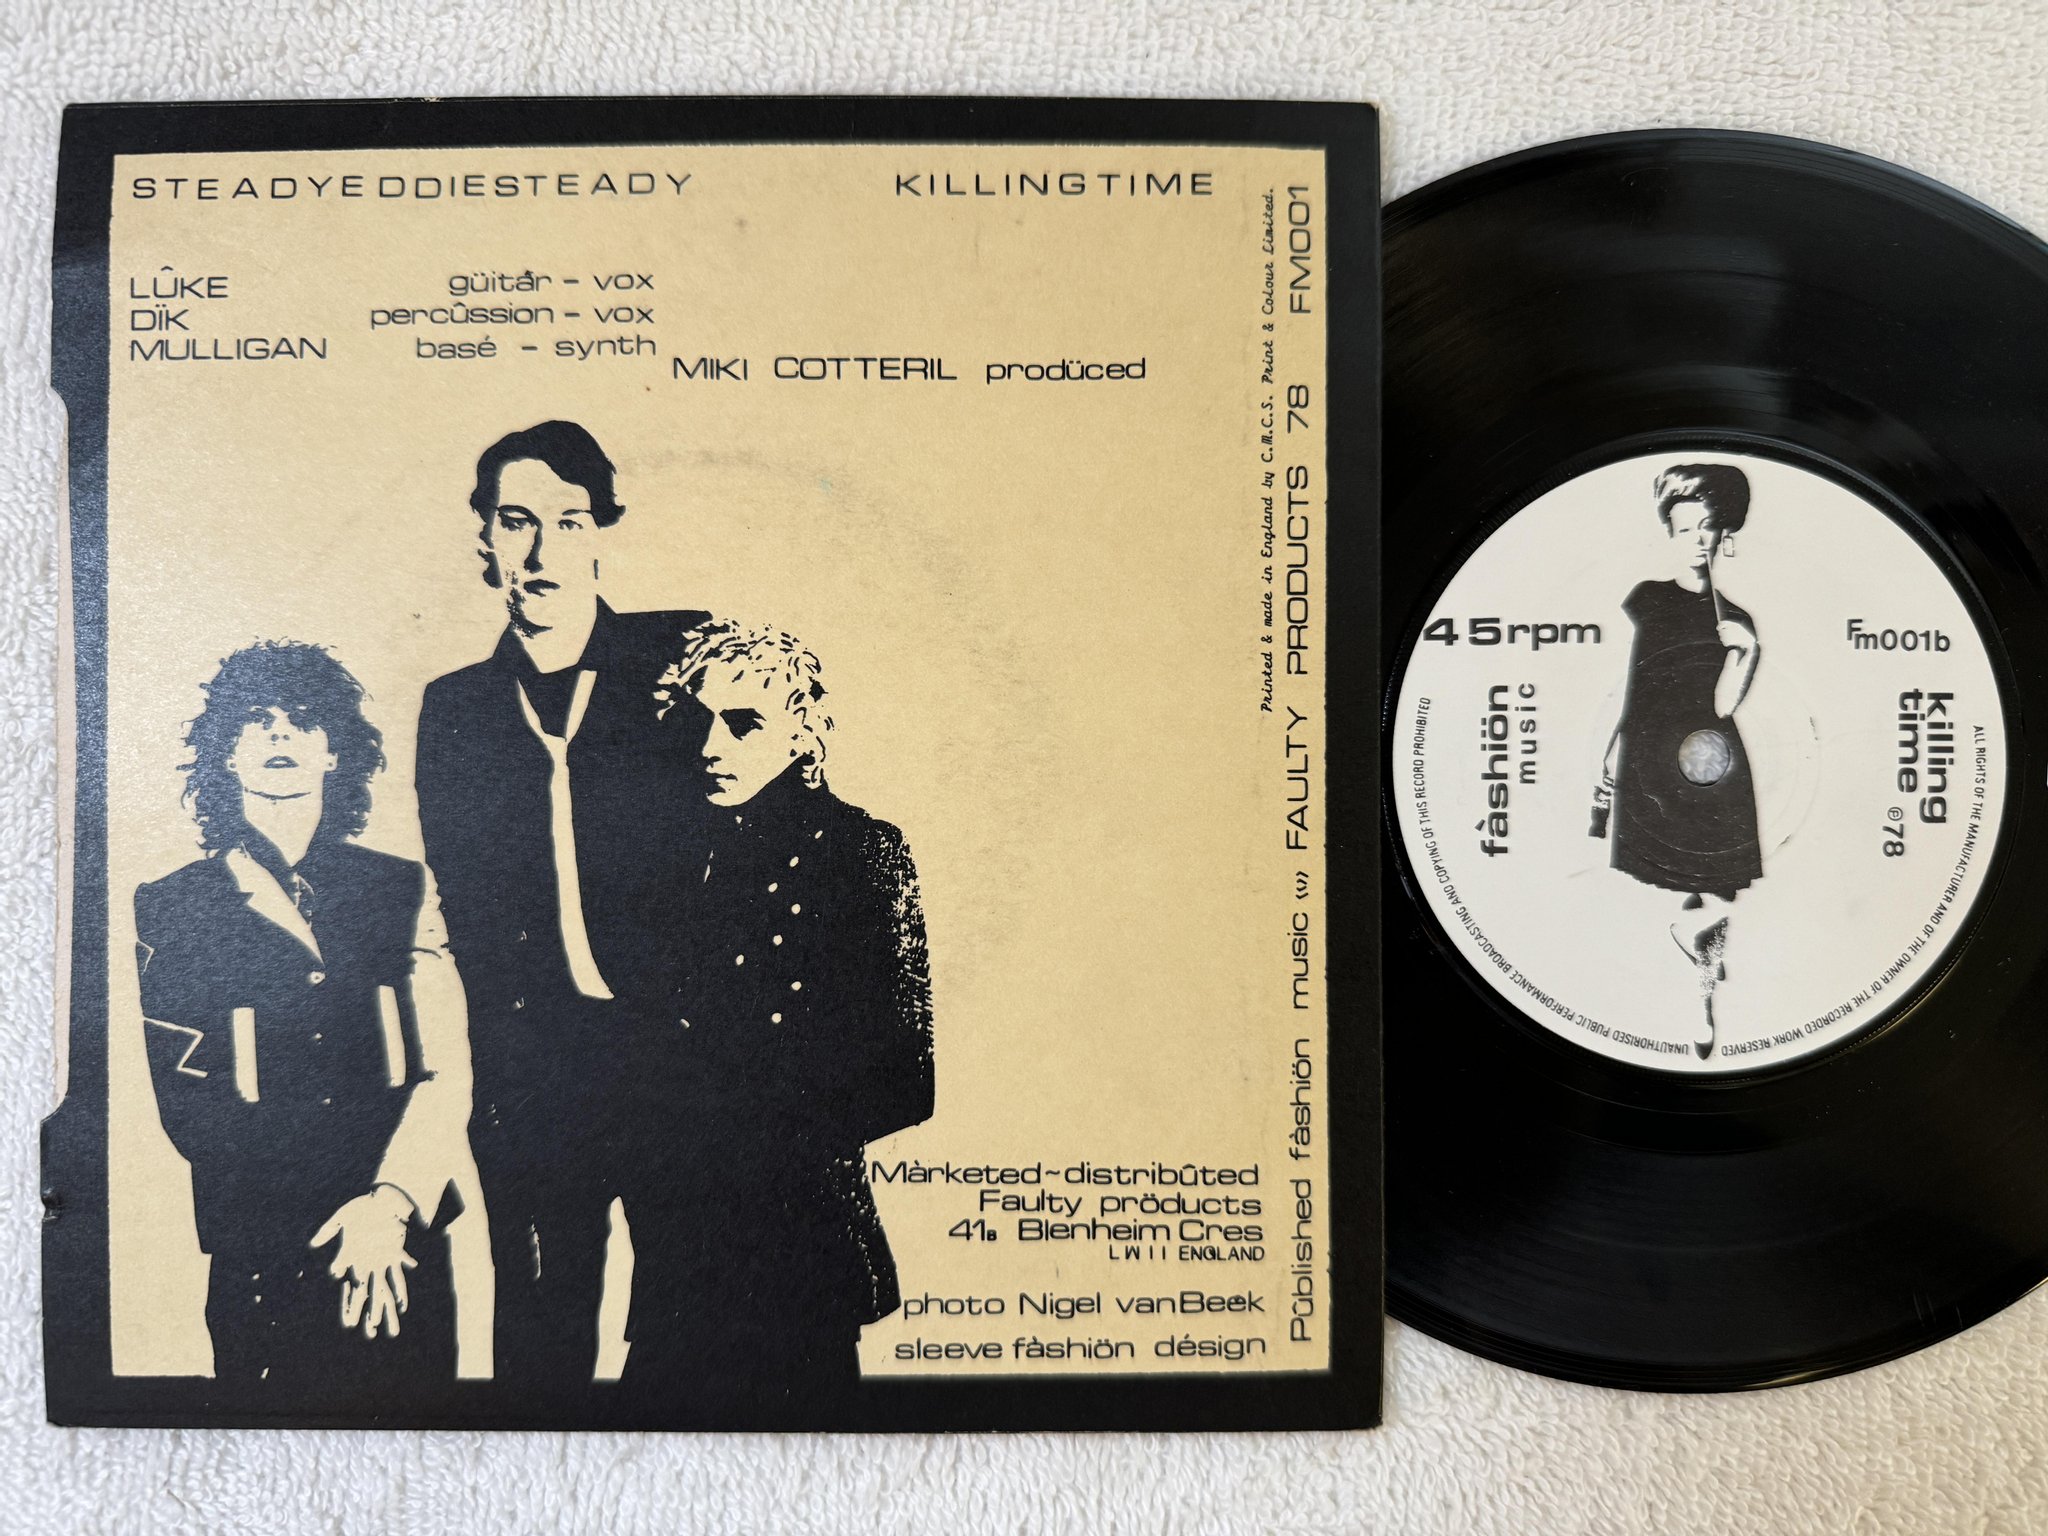 STEADYEDDIESTEADY KILLINGTIME
LÛKE güitâr – vox
DÏK percûssion – vox
MULLIGAN basé – synth
MIKI COTTERIL prodüced
Màrketed~distribûted
Faulty pröducts
41B Blenheim Cres
LW11 ENGLAND
photo Nigel vanBeek
sleeve fàshiön désign
Printed & made in England by C.M.C.S. Print & Colour Limited.
Pûblished fàshiön music «» FAULTY PRODUCTS 78 FM001
45rpm
Fm001b
fàshiön
music
killing
time ℗78
ALL RIGHTS OF THE MANUFACTURER AND OF THE OWNER OF THE RECORDED WORK RESERVED
UNAUTHORISED PUBLIC PERFORMANCE BROADCASTING AND COPYING OF THIS RECORD PROHIBITED